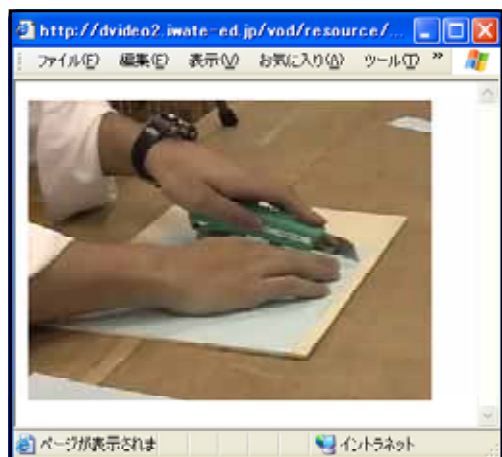 http://dvideo2.iwate-ed.jp/vod/resource/...
ファイル(F) 編集(E) 表示(V) お気に入り(A) ツール(T) »
ページが表示されま イントラネット